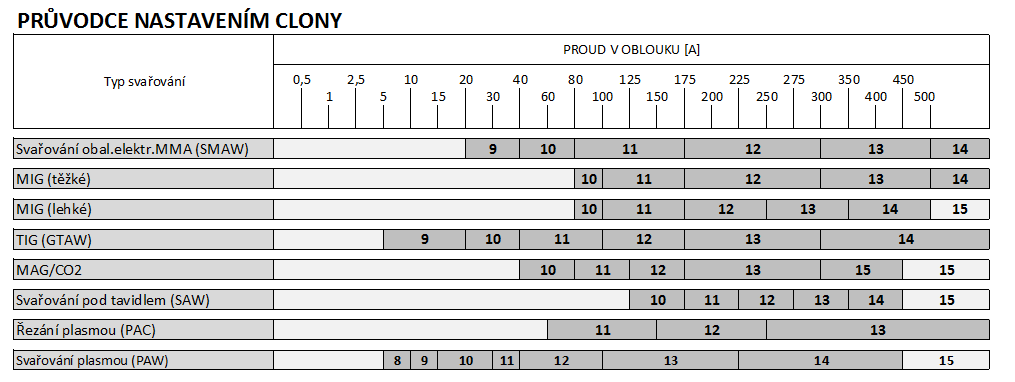 PRŮVODCE NASTAVENÍM CLONY
Typ svařování
PROUD V OBLOUKU [A]
0,5 2,5 10 20 40 80 125 175 225 275 350 450
1 5 15 30 60 100 150 200 250 300 400 500
Svařování obal.elektr.MMA (SMAW) 9 10 11 12 13 14
MIG (těžké) 10 11 12 13 14
MIG (lehké) 10 11 12 13 14 15
TIG (GTAW) 9 10 11 12 13 14
MAG/CO2 10 11 12 13 15 15
Svařování pod tavidlem (SAW) 10 11 12 13 14 15
Řezání plasmou (PAC) 11 12 13
Svařování plasmou (PAW) 8 9 10 11 12 13 14 15